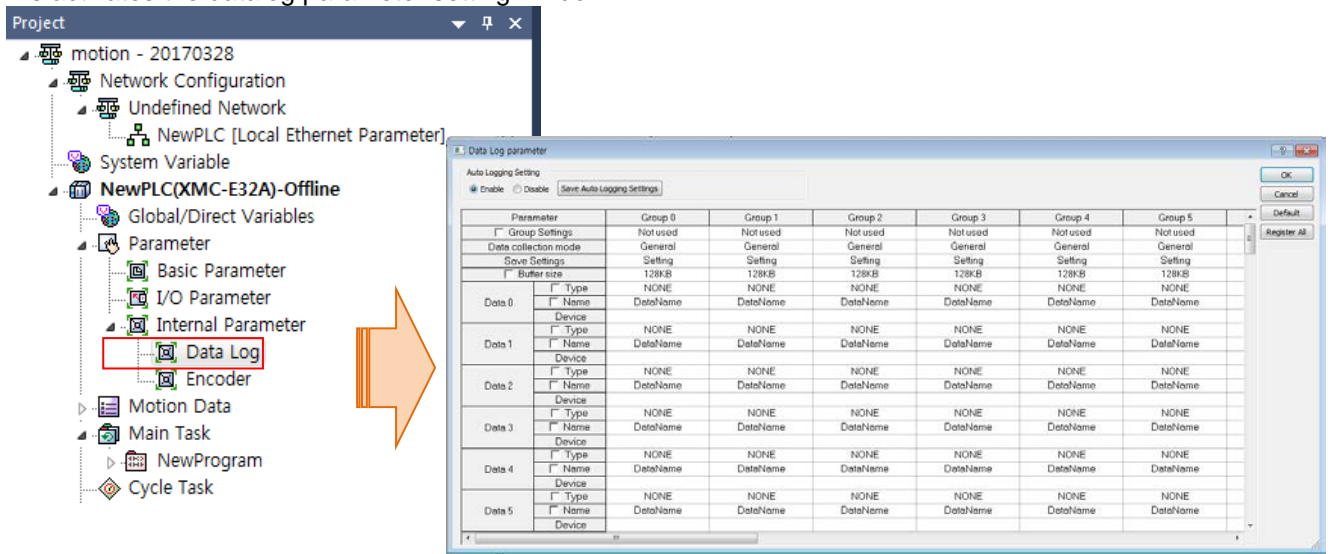 Project
motion - 20170328
Network Configuration
Undefined Network
NewPLC [Local Ethernet Parameter]
System Variable
NewPLC(XMC-E32A)-Offline
Global/Direct Variables
Parameter
Basic Parameter
I/O Parameter
Internal Parameter
Data Log
Encoder
Motion Data
Main Task
NewProgram
Cycle Task
Data Log parameter
Auto Logging Setting
Enable Disable Save Auto Logging Settings
OK
Cancel
Default
Register All
Parameter Group 0 Group 1 Group 2 Group 3 Group 4 Group 5
Group Settings Not used Not used Not used Not used Not used Not used
Data collection mode General General General General General General
Save Settings Setting Setting Setting Setting Setting Setting
Buffer size 128KB 128KB 128KB 128KB 128KB 128KB
Data 0
Type NONE NONE NONE NONE NONE NONE
Name DataName DataName DataName DataName DataName DataName
Device
Data 1
Type NONE NONE NONE NONE NONE NONE
Name DataName DataName DataName DataName DataName DataName
Device
Data 2
Type NONE NONE NONE NONE NONE NONE
Name DataName DataName DataName DataName DataName DataName
Device
Data 3
Type NONE NONE NONE NONE NONE NONE
Name DataName DataName DataName DataName DataName DataName
Device
Data 4
Type NONE NONE NONE NONE NONE NONE
Name DataName DataName DataName DataName DataName DataName
Device
Data 5
Type NONE NONE NONE NONE NONE NONE
Name DataName DataName DataName DataName DataName DataName
Device